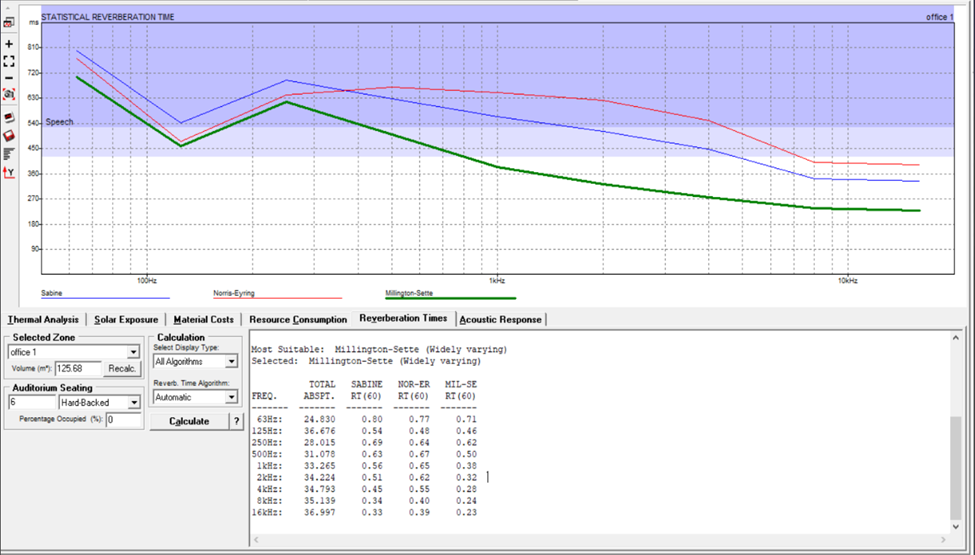 STATISTICAL REVERBERATION TIME
office 1
ms
810
720
630
540
Speech
450
360
270
180
90
100Hz
1kHz
10kHz
Sabine
Norris-Eyring
Millington-Sette
Thermal Analysis
Solar Exposure
Material Costs
Resource Consumption
Reverberation Times
Acoustic Response
Selected Zone
office 1
Volume (m³): 125.68 Recalc.
Auditorium Seating
6 Hard-Backed
Percentage Occupied (%): 0
Calculation
Select Display Type:
All Algorithms
Reverb. Time Algorithm:
Automatic
Calculate ?
Most Suitable: Millington-Sette (Widely varying)
Selected: Millington-Sette (Widely varying)
TOTAL SABINE NOR-ER MIL-SE
FREQ. ABSPT. RT(60) RT(60) RT(60)
------- ------- ------- ------- -------
63Hz: 24.830 0.80 0.77 0.71
125Hz: 36.676 0.54 0.48 0.46
250Hz: 28.015 0.69 0.64 0.62
500Hz: 31.078 0.63 0.67 0.50
1kHz: 33.265 0.56 0.65 0.38
2kHz: 34.224 0.51 0.62 0.32
4kHz: 34.793 0.45 0.55 0.28
8kHz: 35.139 0.34 0.40 0.24
16kHz: 36.997 0.33 0.39 0.23